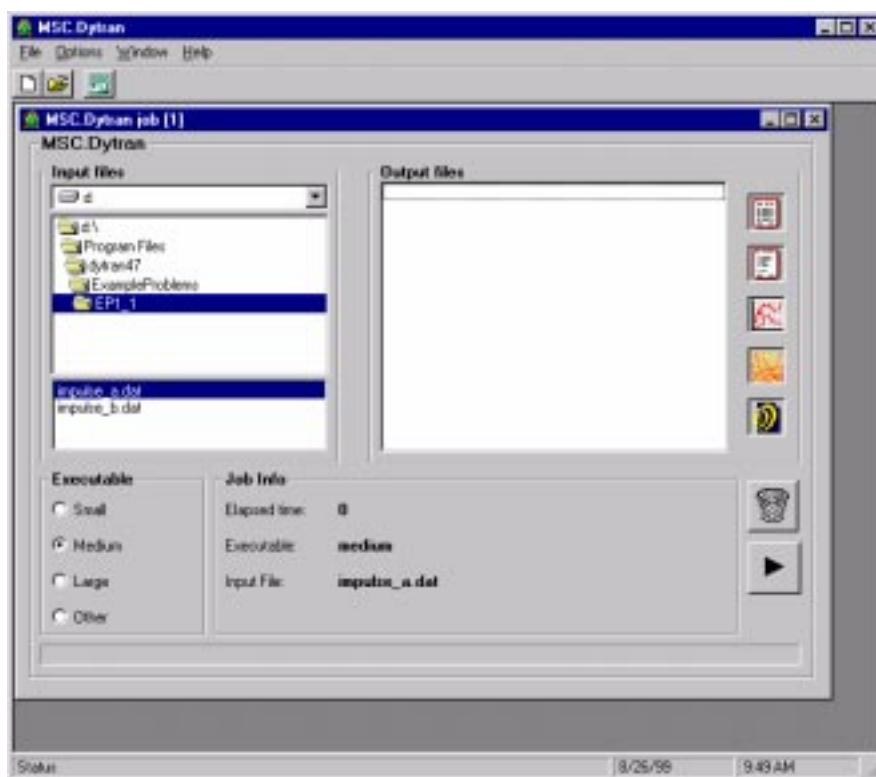 MSC.Dytran
File Options Window Help
MSC.Dytran job [1]
MSC.Dytran
Input files
d
d:\
Program Files
dytran47
ExampleProblems
EP1_1
impulse_a.dat
impulse_b.dat
Output files
Executable
Small
Medium
Large
Other
Job Info
Elapsed time: 0
Executable: medium
Input File: impulse_a.dat
Status 8/26/99 9:49 AM